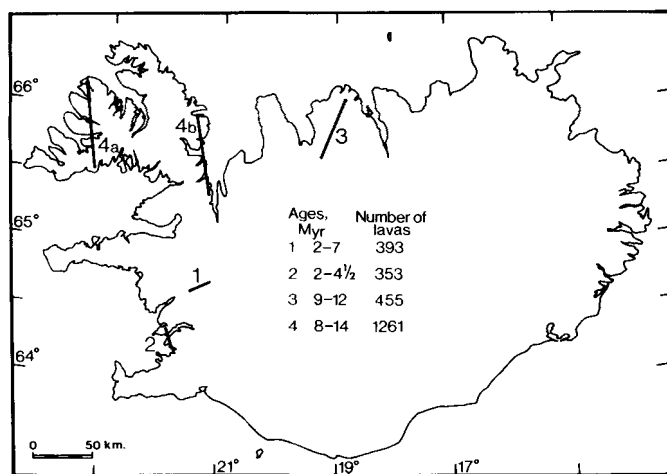 66°
65°
64°
4a
4b
3
1
2
Ages, Number of
Myr lavas
1 2–7 393
2 2–4½ 353
3 9–12 455
4 8–14 1261
0 50 km.
21° 19° 17°